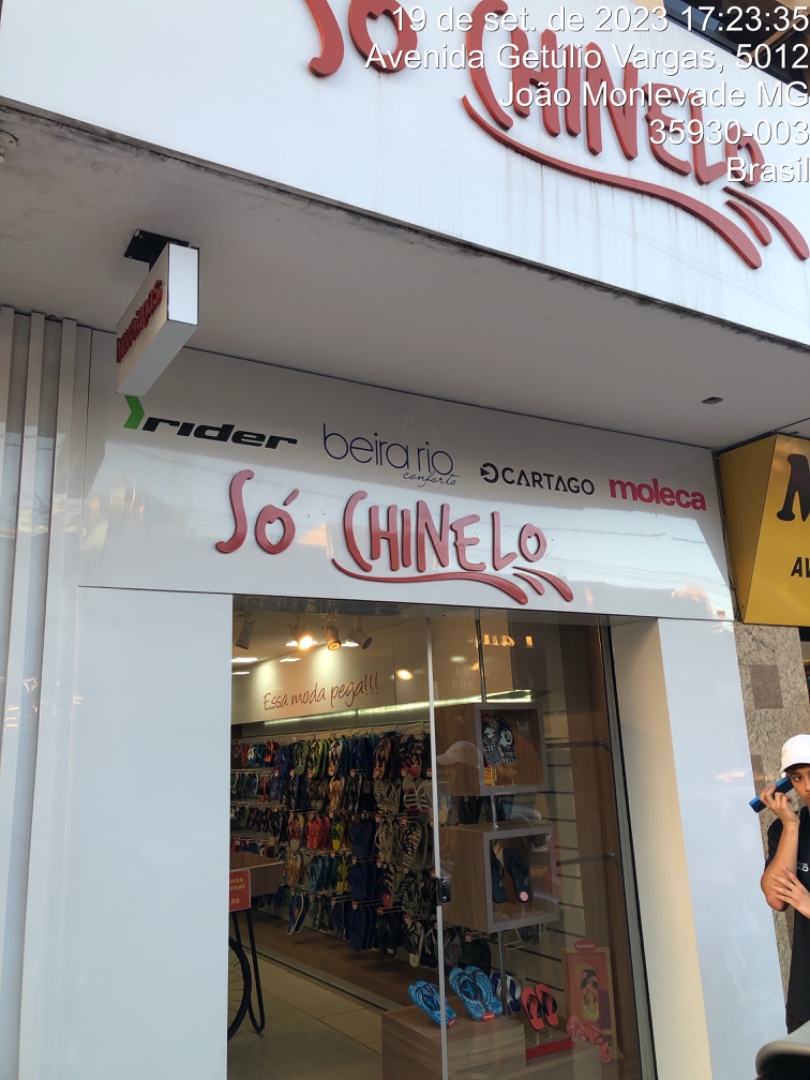 19 de set. de 2023 17:23:35
Avenida Getúlio Vargas, 5012
João Monlevade MG
35930-003
Brasil
SÓ CHINELO
rider
beira rio
conforto
CARTAGO
moleca
SÓ CHINELO
M
AV
Essa moda pega!!!